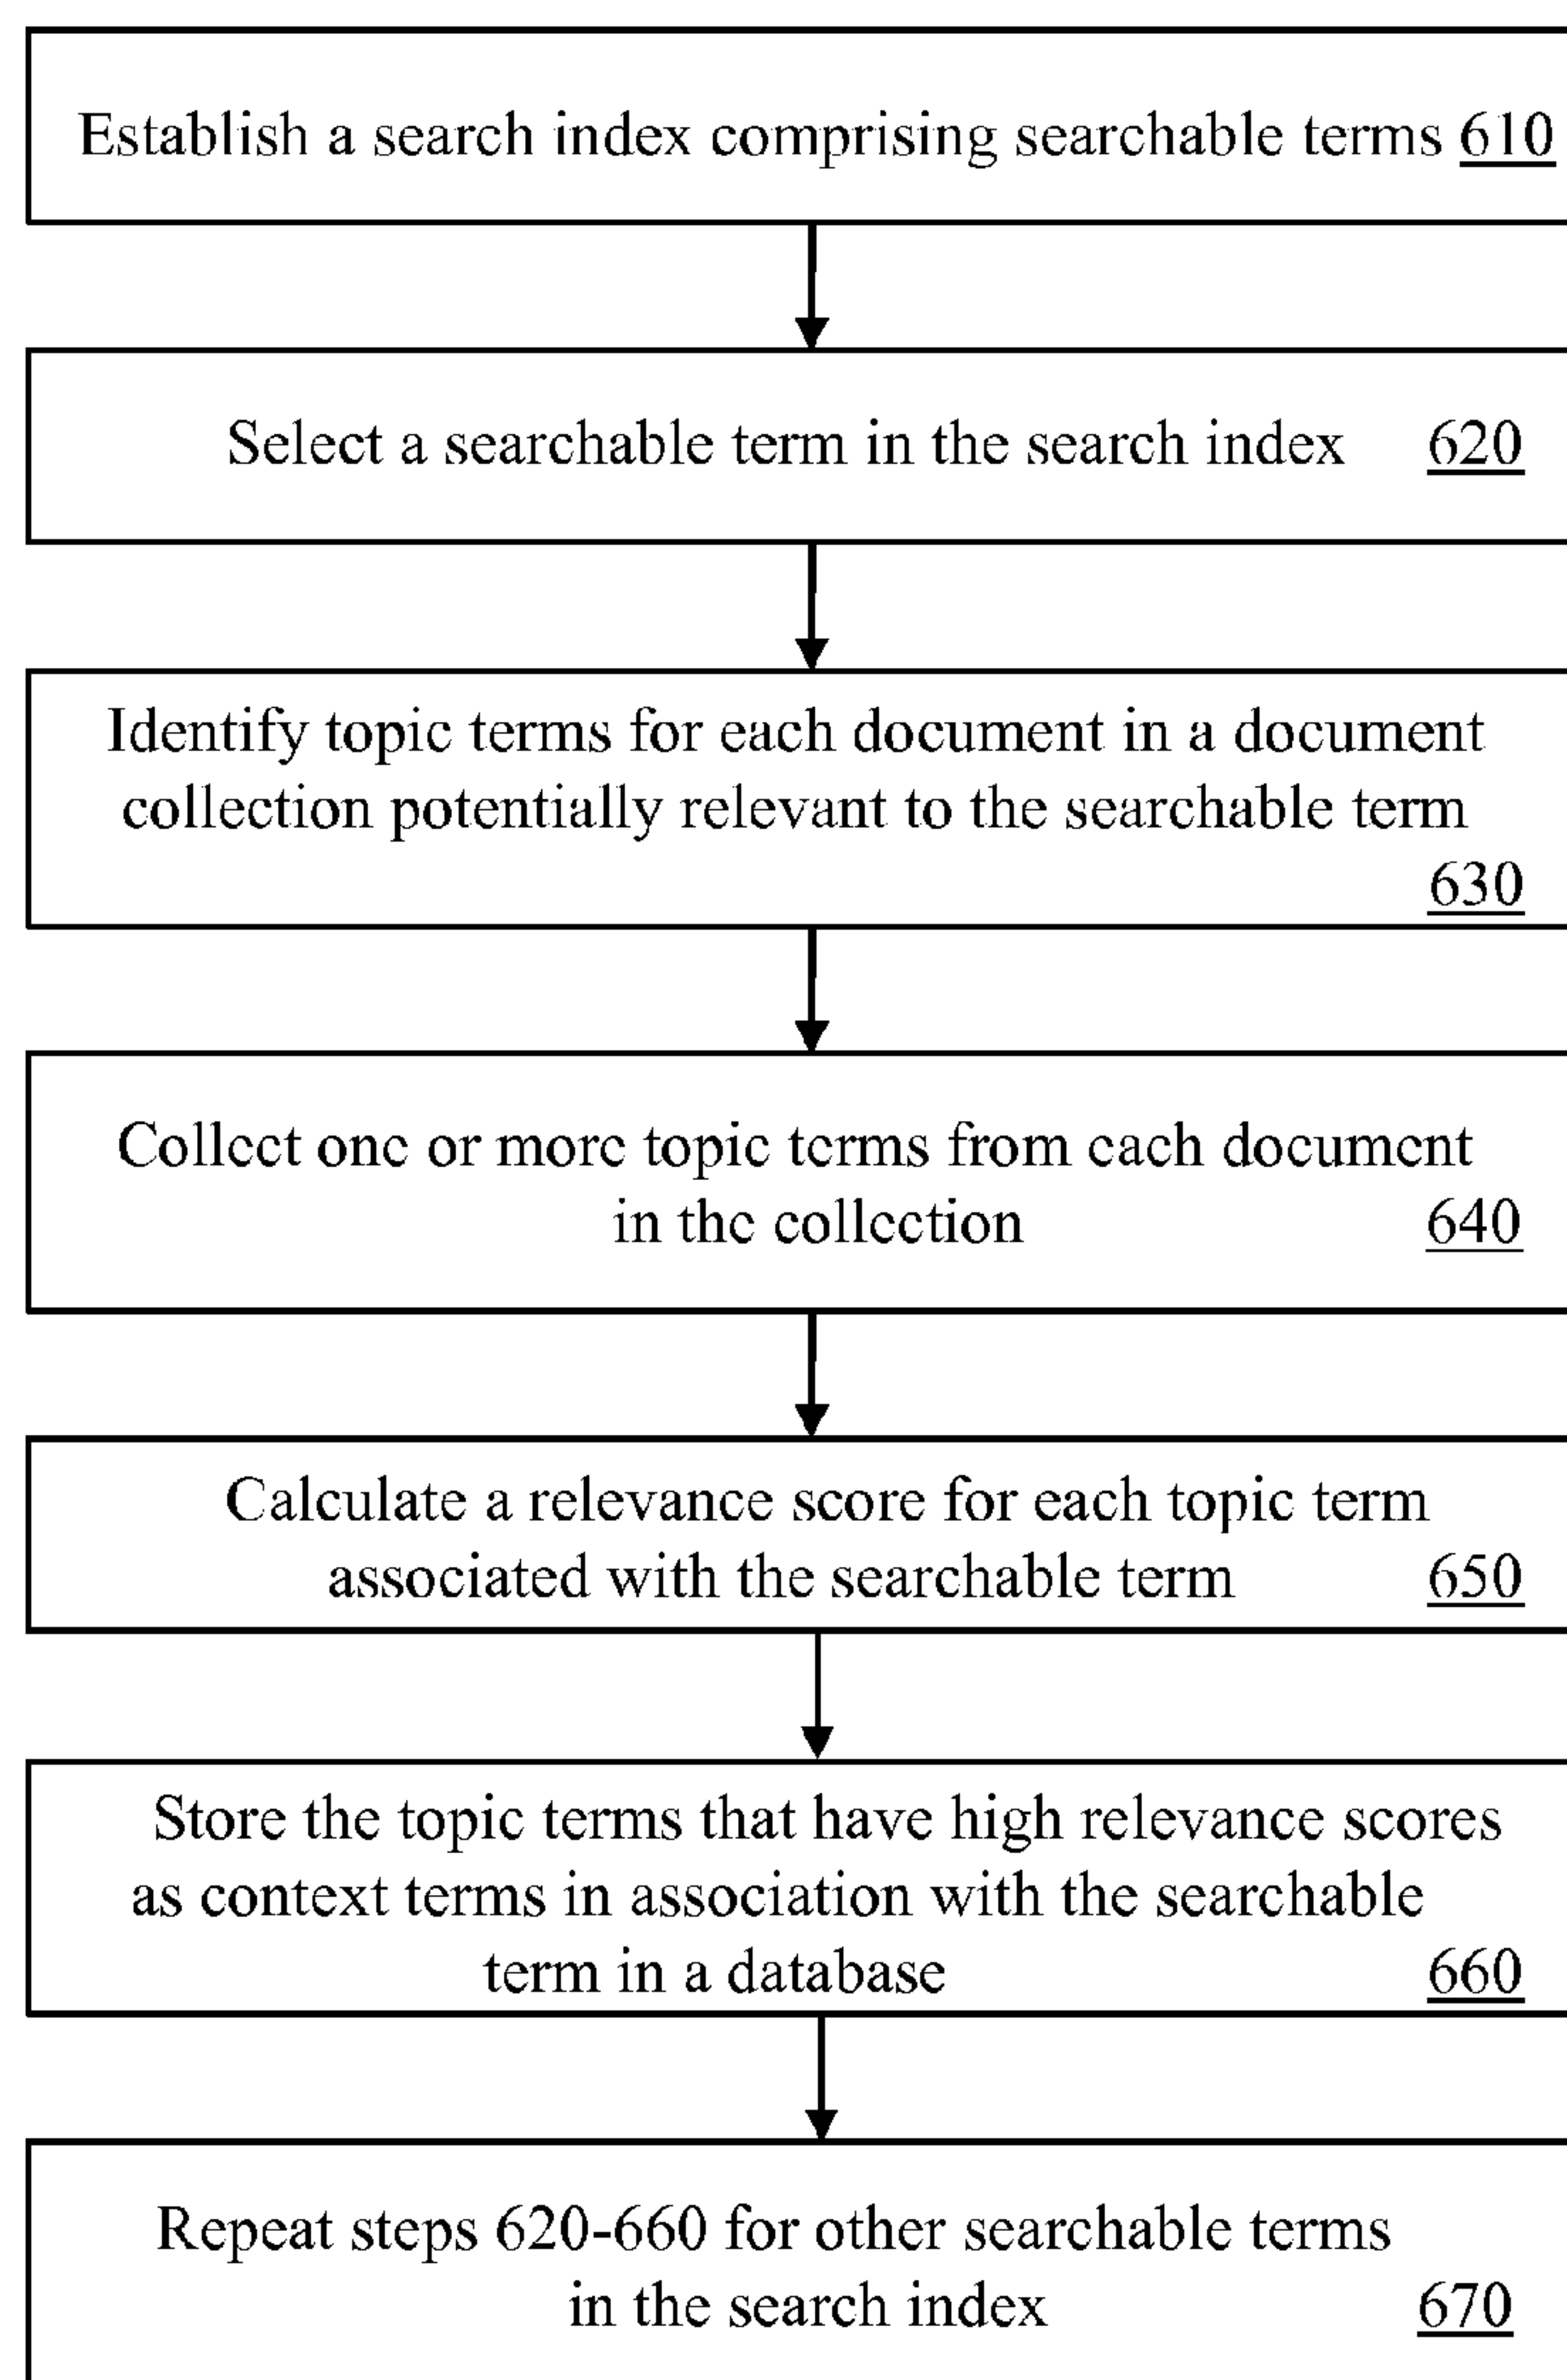 Establish a search index comprising searchable terms 610
Select a searchable term in the search index 620
Identify topic terms for each document in a document
collection potentially relevant to the searchable term
630
Collect one or more topic terms from each document
in the collection 640
Calculate a relevance score for each topic term
associated with the searchable term 650
Store the topic terms that have high relevance scores
as context terms in association with the searchable
term in a database 660
Repeat steps 620-660 for other searchable terms
in the search index 670